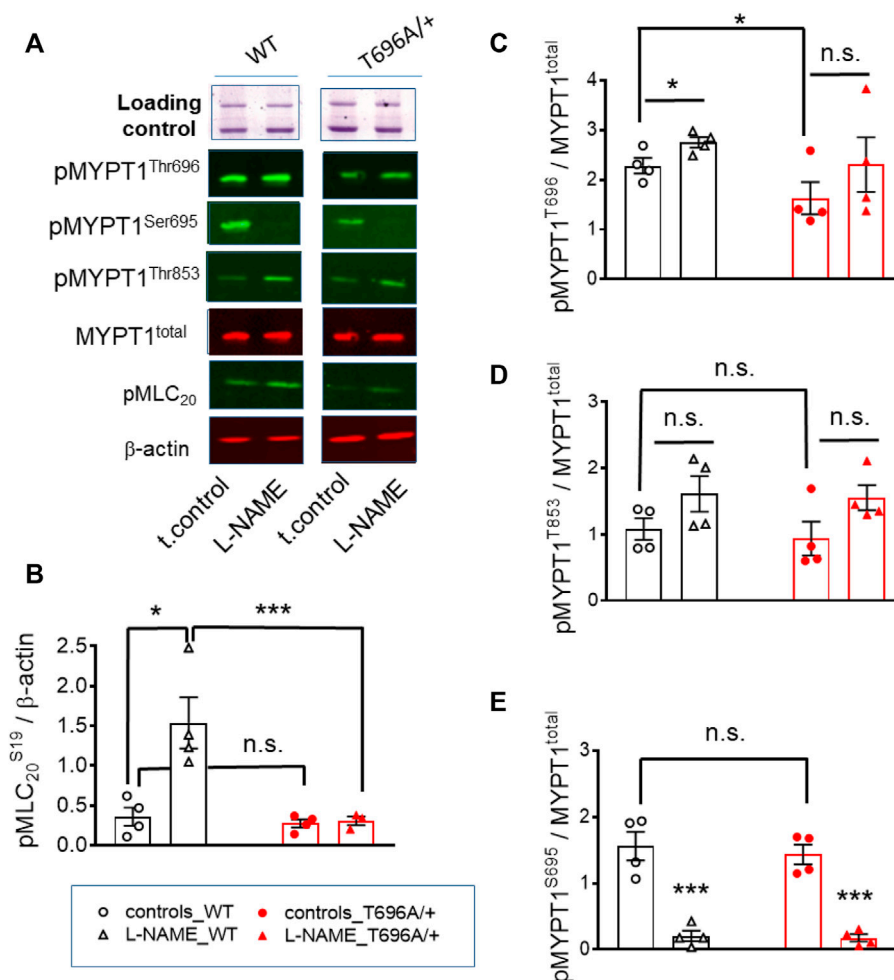 A
WT
T696A/+
Loading
control
pMYPT1Thr696
pMYPT1Ser695
pMYPT1Thr853
MYPT1total
pMLC20
β-actin
t.control
L-NAME
t.control
L-NAME
B
*
***
n.s.
pMLC20S19 / β-actin
2.5
2.0
1.5
1.0
0.5
0.0
controls_WT
controls_T696A/+
L-NAME_WT
L-NAME_T696A/+
C
*
*
n.s.
pMYPT1T696 / MYPT1total
4
3
2
1
0
D
n.s.
n.s.
n.s.
pMYPT1T853 / MYPT1total
3
2
1
0
E
n.s.
***
***
pMYPT1S695 / MYPT1total
3
2
1
0